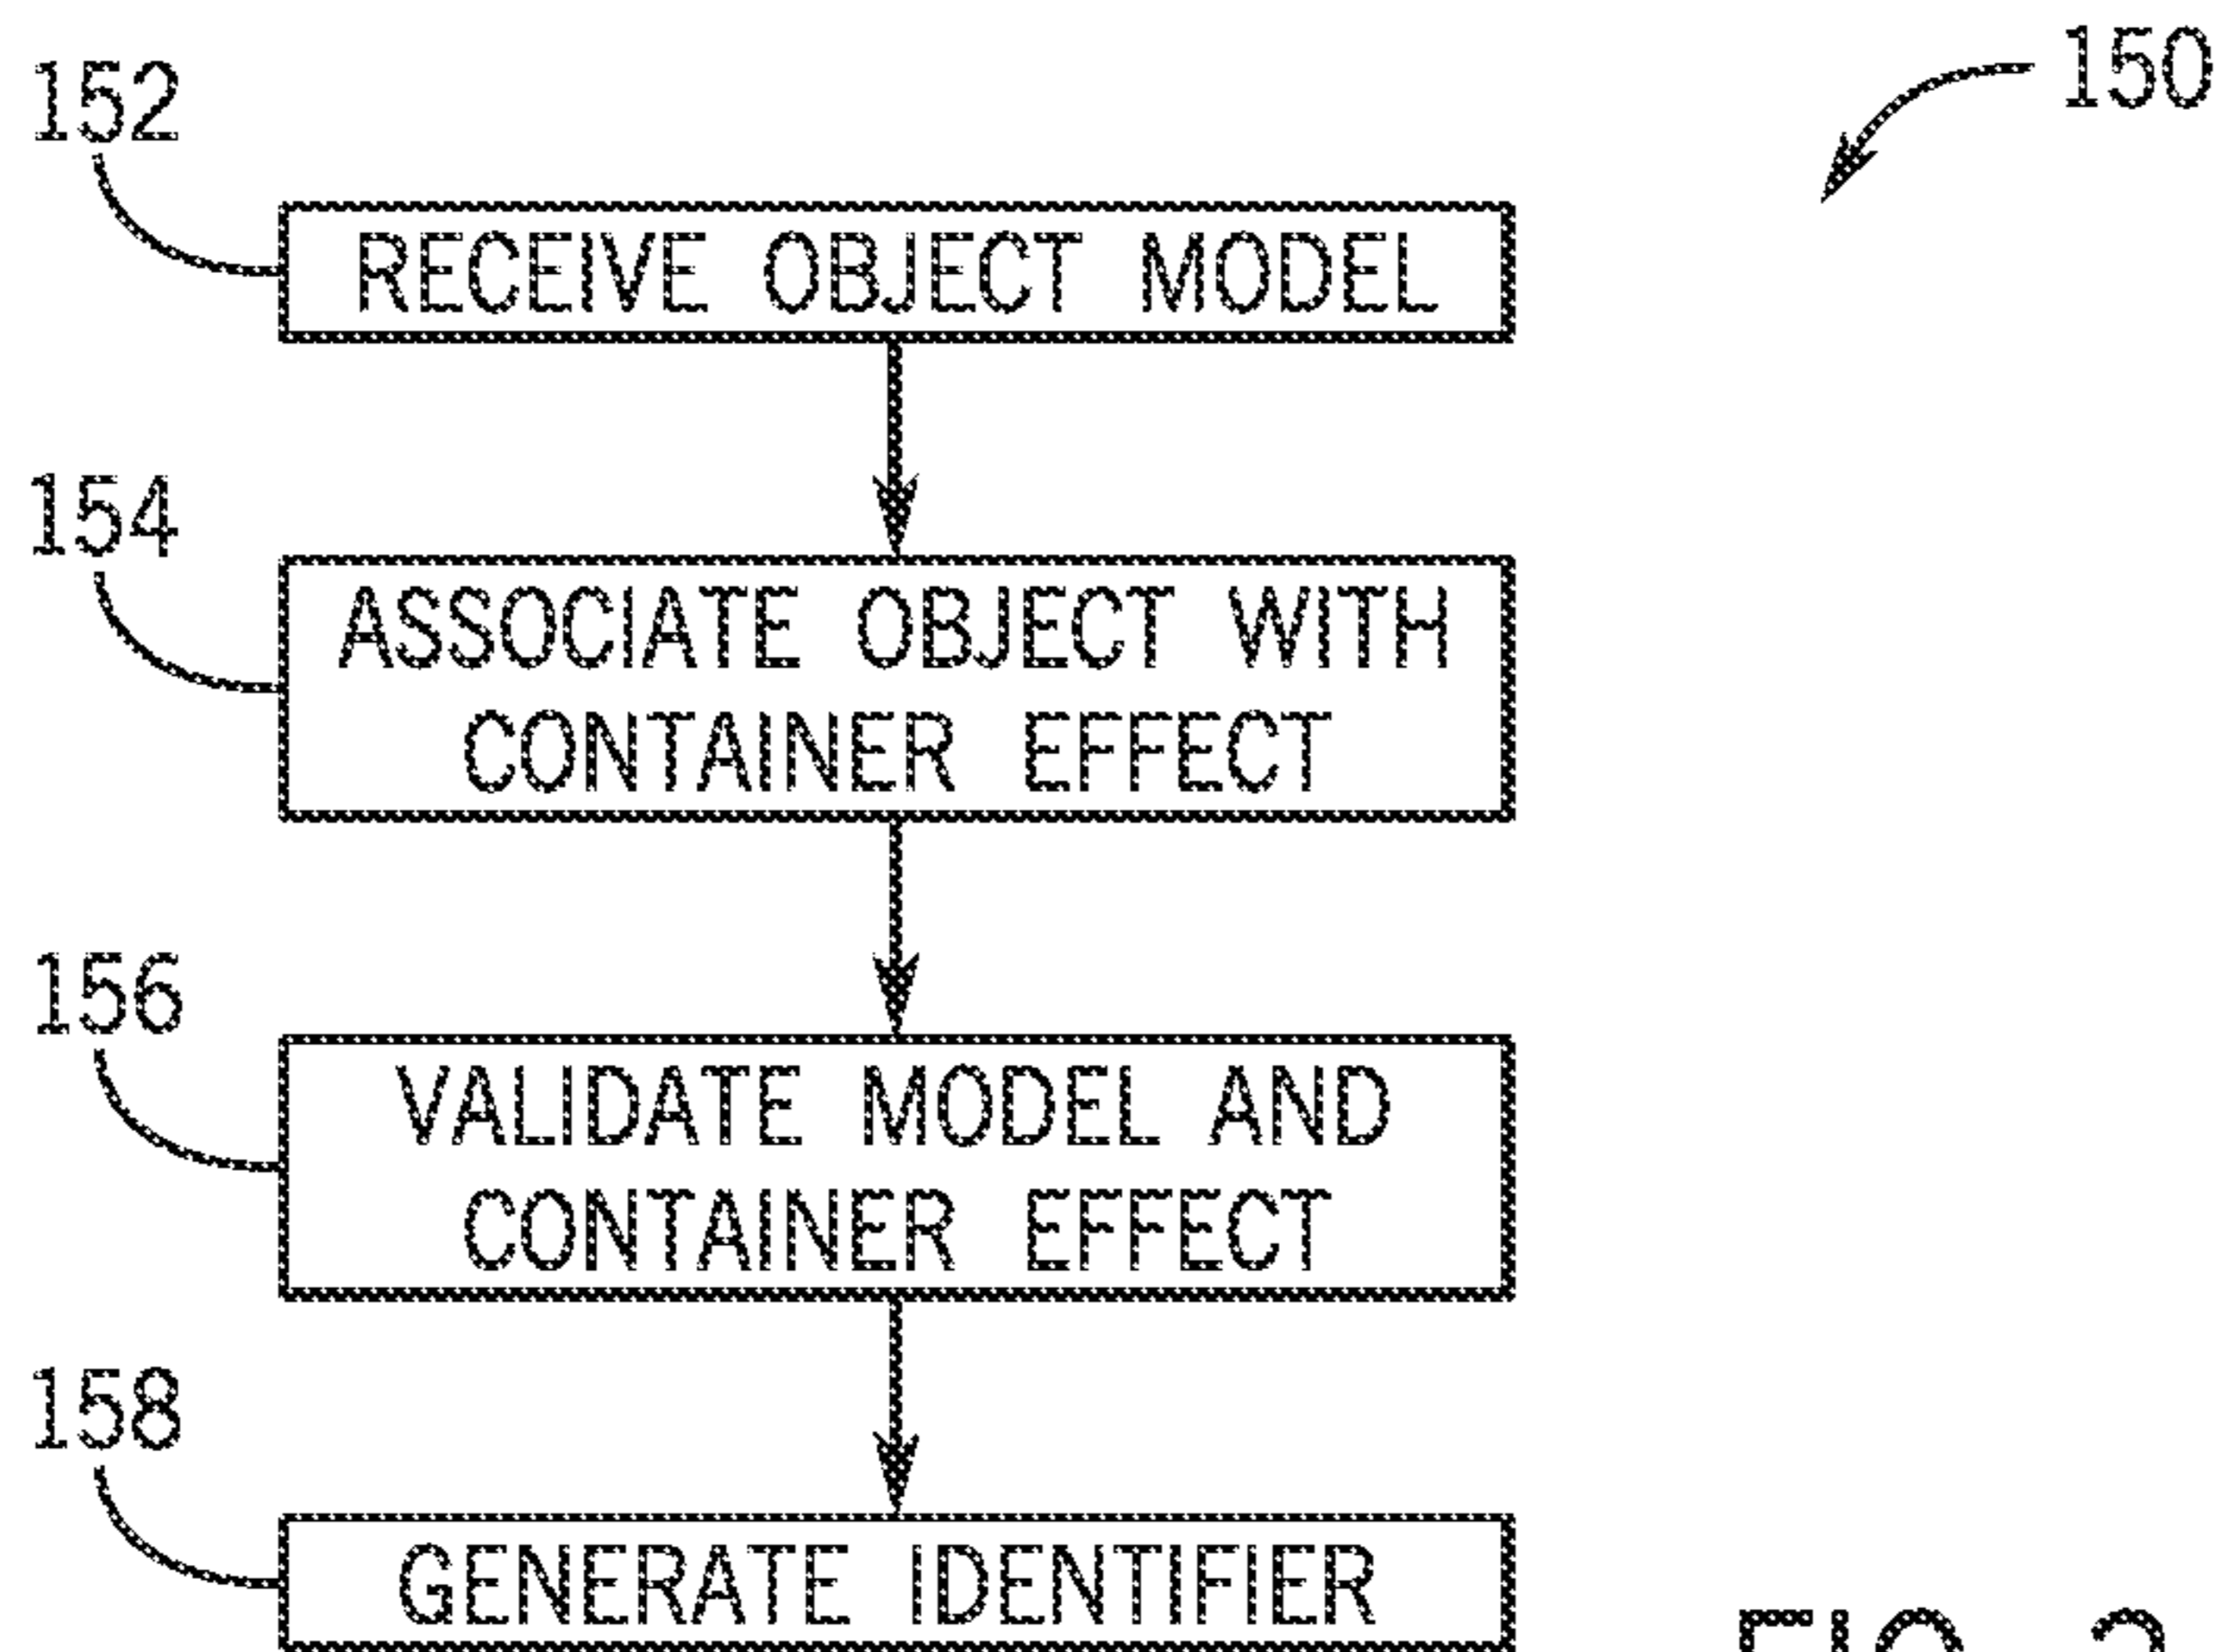 150
152
RECEIVE OBJECT MODEL
154
ASSOCIATE OBJECT WITH
CONTAINER EFFECT
156
VALIDATE MODEL AND
CONTAINER EFFECT
158
GENERATE IDENTIFIER